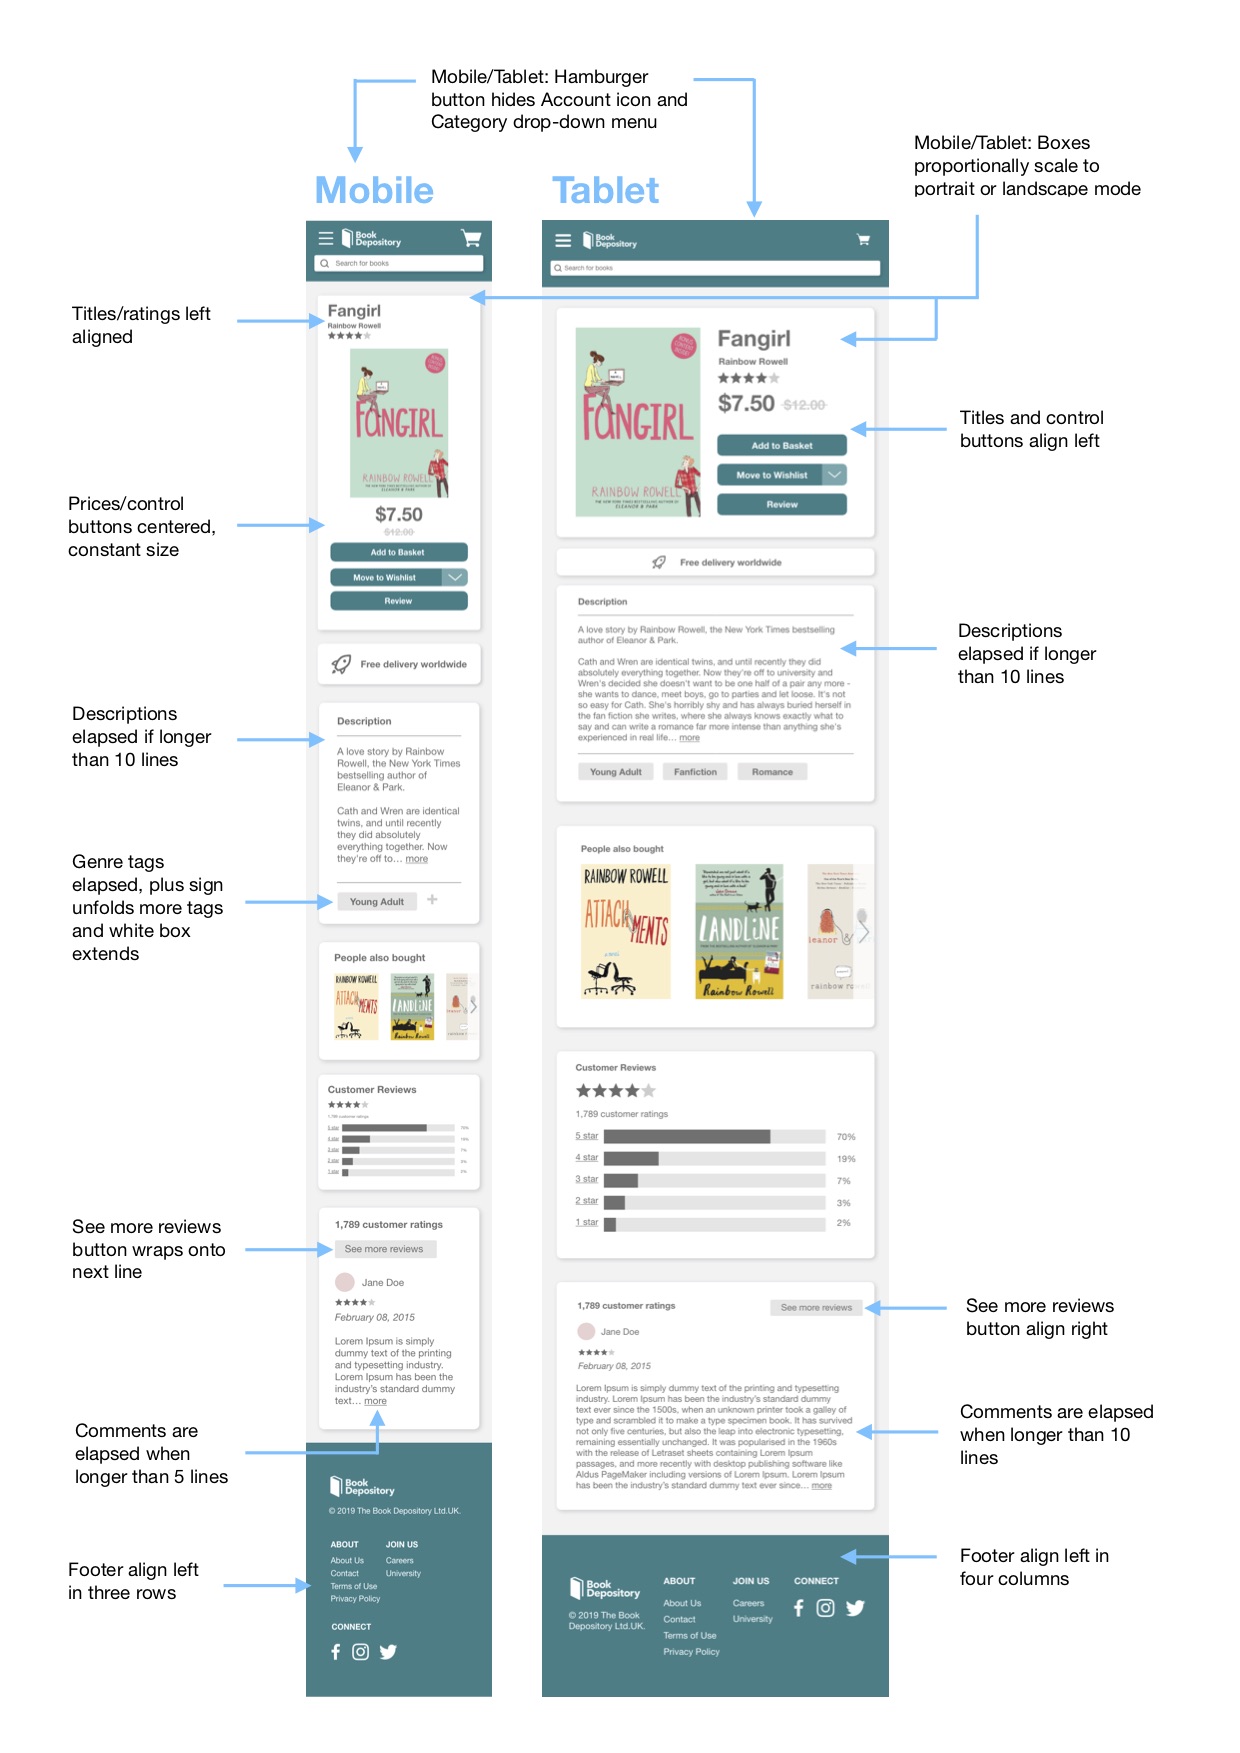 Mobile/Tablet: Hamburger
button hides Account icon and
Category drop-down menu
Mobile/Tablet: Boxes
proportionally scale to
portrait or landscape mode
Mobile
Book
Depository
Search for books
Titles/ratings left
aligned
Fangirl
Rainbow Rowell
FANGIRL
RAINBOW ROWELL
Prices/control
buttons centered,
constant size
$7.50
$12.00
Add to Basket
Move to Wishlist
Review
Free delivery worldwide
Descriptions
elapsed if longer
than 10 lines
Description
A love story by Rainbow
Rowell, the New York Times
bestselling author of
Eleanor & Park.
Cath and Wren are identical
twins, and until recently
they did absolutely
everything together. Now
they're off to... more
Genre tags
elapsed, plus sign
unfolds more tags
and white box
extends
Young Adult
+
People also bought
RAINBOW ROWELL
ATTACHMENTS
LANDLINE
Rainbow Rowell
Customer Reviews
1,789 customer ratings
5 star 70%
4 star 19%
3 star 7%
2 star 3%
1 star 2%
See more reviews
button wraps onto
next line
1,789 customer ratings
See more reviews
Jane Doe
February 08, 2015
Lorem Ipsum is simply
dummy text of the printing
and typesetting industry.
Lorem Ipsum has been the
industry's standard dummy
text... more
Comments are
elapsed when
longer than 5 lines
Book
Depository
© 2019 The Book Depository Ltd.UK.
Footer align left
in three rows
ABOUT
About Us
Contact
Terms of Use
Privacy Policy
JOIN US
Careers
University
CONNECT
Tablet
Book
Depository
Search for books
BONUS
CONTENT
INSIDE!
FANGIRL
RAINBOW ROWELL
THE NEW YORK TIMES BESTSELLING AUTHOR OF
ELEANOR & PARK
Fangirl
Rainbow Rowell
$7.50 $12.00
Titles and control
buttons align left
Add to Basket
Move to Wishlist
Review
Free delivery worldwide
Description
A love story by Rainbow Rowell, the New York Times bestselling
author of Eleanor & Park.
Cath and Wren are identical twins, and until recently they did
absolutely everything together. Now they're off to university and
Wren's decided she doesn't want to be one half of a pair any more -
she wants to dance, meet boys, go to parties and let loose. It's not
so easy for Cath. She's horribly shy and has always buried herself in
the fan fiction she writes, where she always knows exactly what to
say and can write a romance far more intense than anything she's
experienced in real life... more
Descriptions
elapsed if longer
than 10 lines
Young Adult
Fanfiction
Romance
People also bought
RAINBOW ROWELL
ATTACHMENTS
A NOVEL
LANDLINE
Rainbow Rowell
eleanor &
rainbow rowell
Customer Reviews
1,789 customer ratings
5 star 70%
4 star 19%
3 star 7%
2 star 3%
1 star 2%
1,789 customer ratings
See more reviews
See more reviews
button align right
Jane Doe
February 08, 2015
Lorem Ipsum is simply dummy text of the printing and typesetting
industry. Lorem Ipsum has been the industry's standard dummy
text ever since the 1500s, when an unknown printer took a galley of
type and scrambled it to make a type specimen book. It has survived
not only five centuries, but also the leap into electronic typesetting,
remaining essentially unchanged. It was popularised in the 1960s
with the release of Letraset sheets containing Lorem Ipsum
passages, and more recently with desktop publishing software like
Aldus PageMaker including versions of Lorem Ipsum. Lorem Ipsum
has been the industry's standard dummy text ever since... more
Comments are elapsed
when longer than 10
lines
Footer align left in
four columns
Book
Depository
© 2019 The Book
Depository Ltd.UK.
ABOUT
About Us
Contact
Terms of Use
Privacy Policy
JOIN US
Careers
University
CONNECT